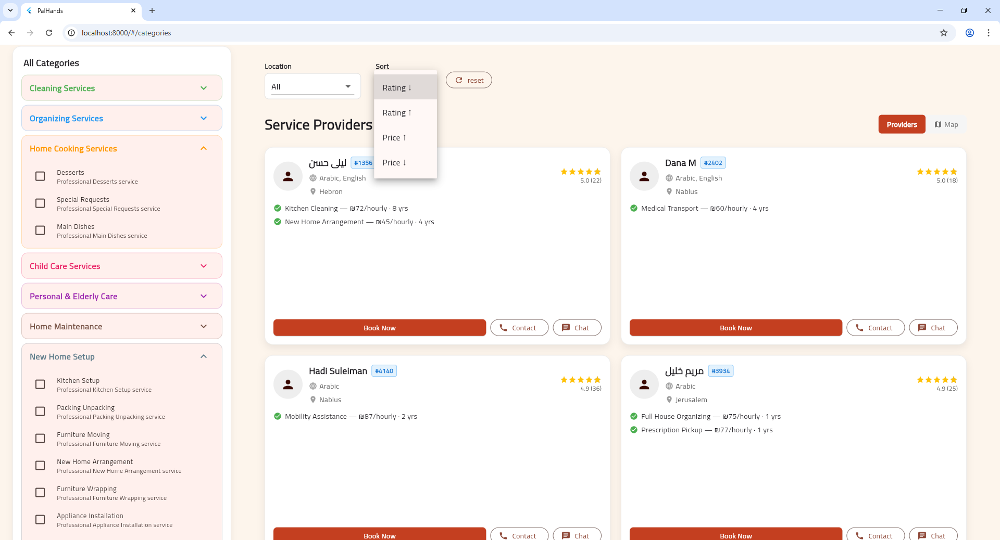 PalHands
localhost:8000/#/categories
All Categories
Cleaning Services
Organizing Services
Home Cooking Services
Desserts
Professional Desserts service
Special Requests
Professional Special Requests service
Main Dishes
Professional Main Dishes service
Child Care Services
Personal & Elderly Care
Home Maintenance
New Home Setup
Kitchen Setup
Professional Kitchen Setup service
Packing Unpacking
Professional Packing Unpacking service
Furniture Moving
Professional Furniture Moving service
New Home Arrangement
Professional New Home Arrangement service
Furniture Wrapping
Professional Furniture Wrapping service
Appliance Installation
Professional Appliance Installation service
Location
All
Sort
Rating ↓
Rating ↑
Price ↑
Price ↓
reset
Service Providers
Providers
Map
ليلى حسن #1356
Arabic, English
Hebron
5.0 (22)
Kitchen Cleaning — ₪72/hourly · 8 yrs
New Home Arrangement — ₪45/hourly · 4 yrs
Book Now
Contact
Chat
Dana M #2402
Arabic, English
Nablus
5.0 (18)
Medical Transport — ₪60/hourly · 4 yrs
Book Now
Contact
Chat
Hadi Suleiman #4140
Arabic
Nablus
4.9 (36)
Mobility Assistance — ₪87/hourly · 2 yrs
Book Now
Contact
Chat
مريم خليل #3934
Arabic
Jerusalem
4.9 (25)
Full House Organizing — ₪75/hourly · 1 yrs
Prescription Pickup — ₪77/hourly · 1 yrs
Book Now
Contact
Chat